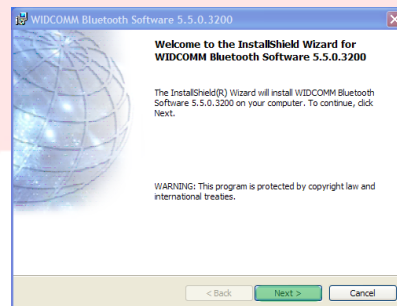 WIDCOMM Bluetooth Software 5.5.0.3200
Welcome to the InstallShield Wizard for
WIDCOMM Bluetooth Software 5.5.0.3200
The InstallShield(R) Wizard will install WIDCOMM Bluetooth
Software 5.5.0.3200 on your computer. To continue, click
Next.
WARNING: This program is protected by copyright law and
international treaties.
< Back Next > Cancel